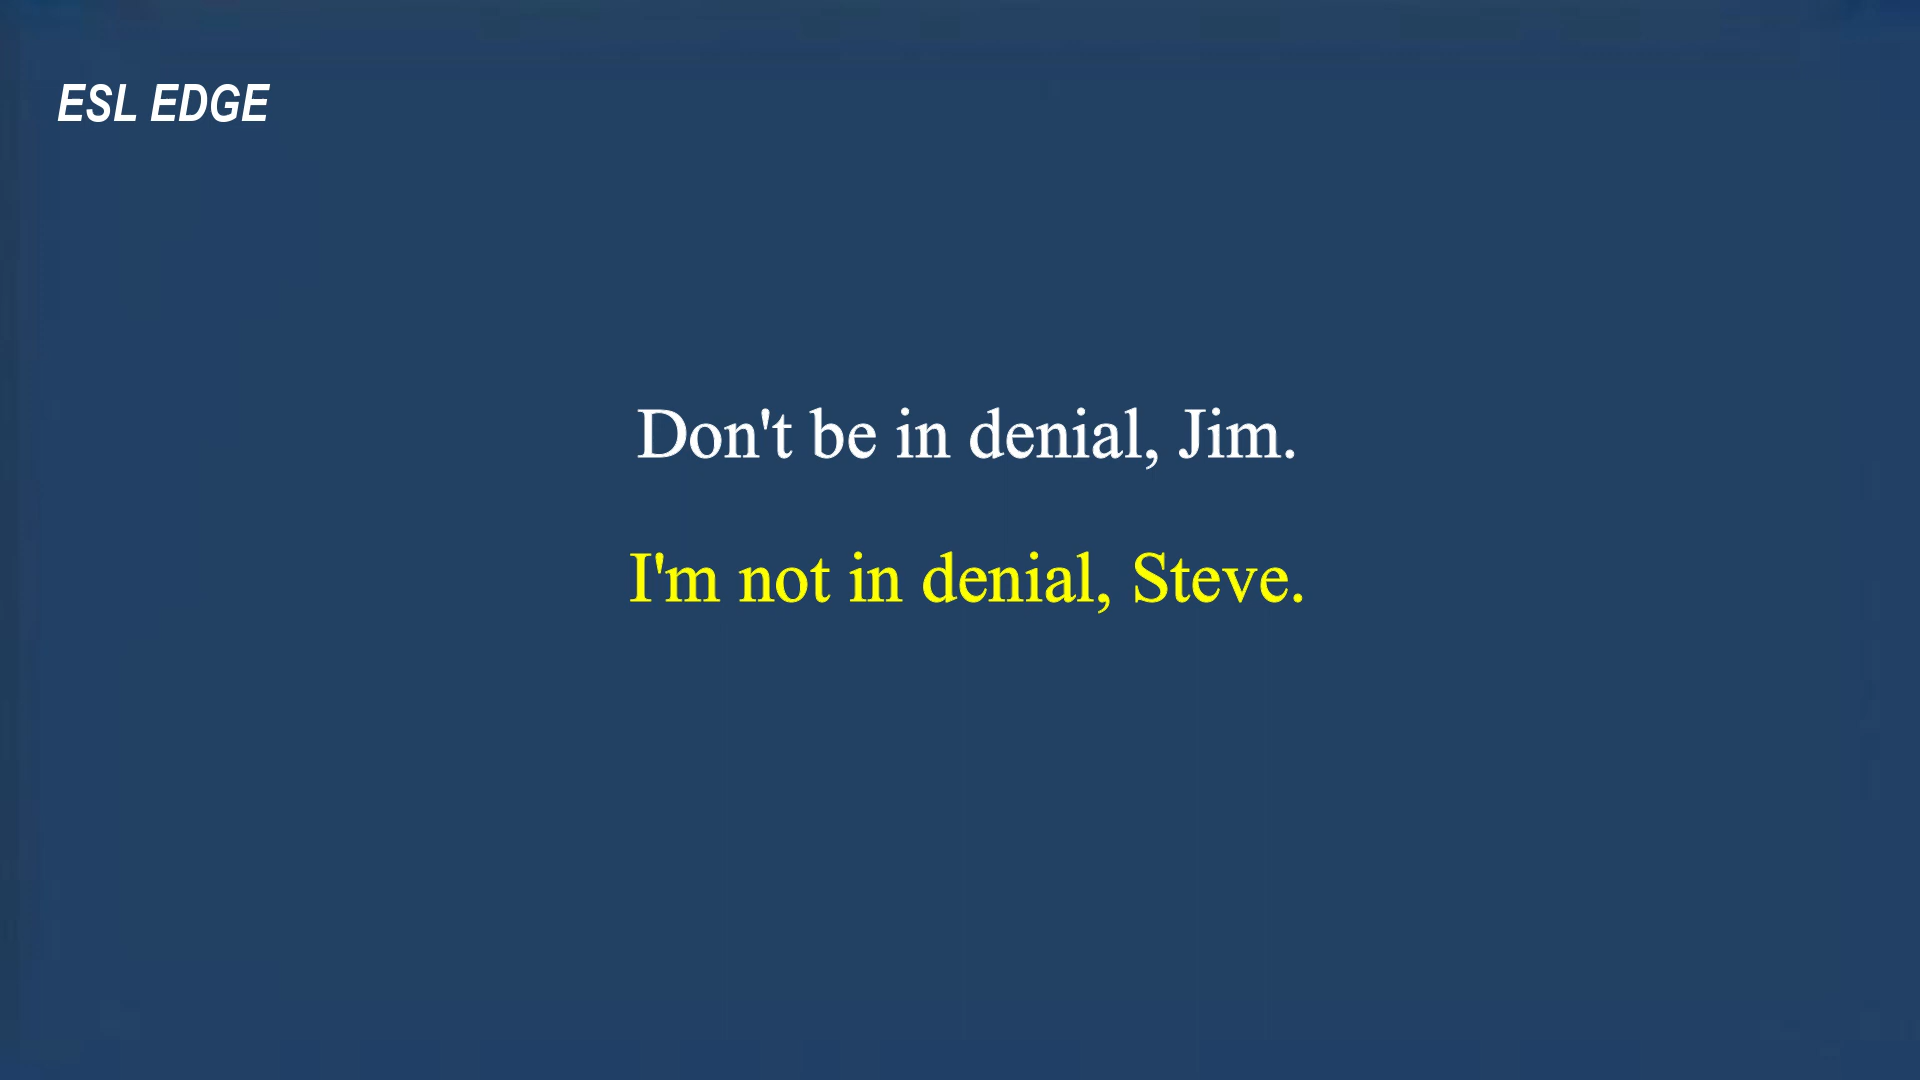 ESL EDGE
Don't be in denial, Jim.
I'm not in denial, Steve.